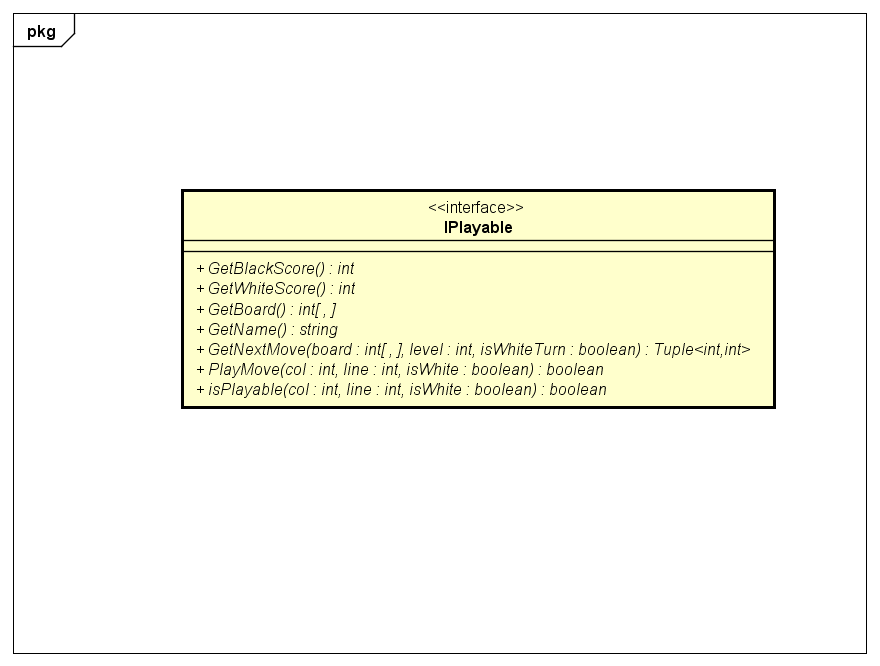 pkg
<<interface>>
IPlayable
+ GetBlackScore() : int
+ GetWhiteScore() : int
+ GetBoard() : int[ , ]
+ GetName() : string
+ GetNextMove(board : int[ , ], level : int, isWhiteTurn : boolean) : Tuple<int,int>
+ PlayMove(col : int, line : int, isWhite : boolean) : boolean
+ isPlayable(col : int, line : int, isWhite : boolean) : boolean